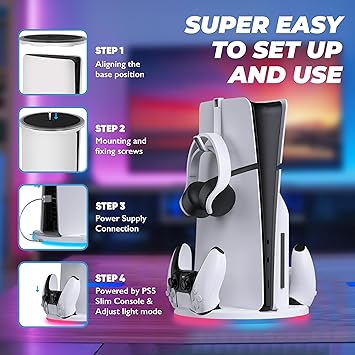 SUPER EASY
TO SET UP
AND USE
STEP 1
Aligning the
base position
STEP 2
Mounting and
fixing screws
STEP 3
Power Supply
Connection
STEP 4
Powered by PS5
Slim Console &
Adjust light mode